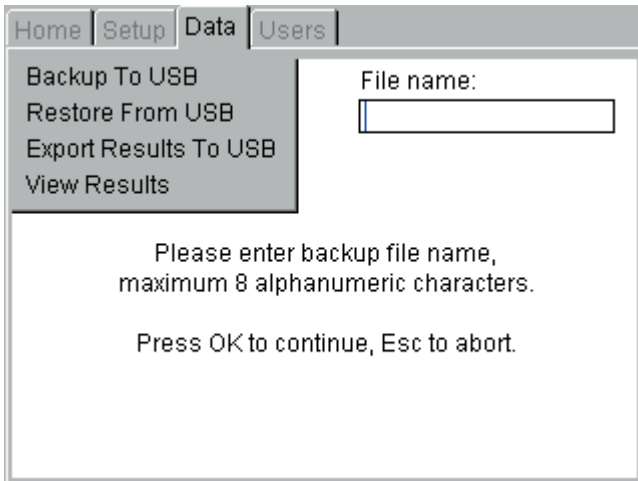 Home Setup Data Users
Backup To USB
Restore From USB
Export Results To USB
View Results
File name:
Please enter backup file name,
maximum 8 alphanumeric characters.
Press OK to continue, Esc to abort.